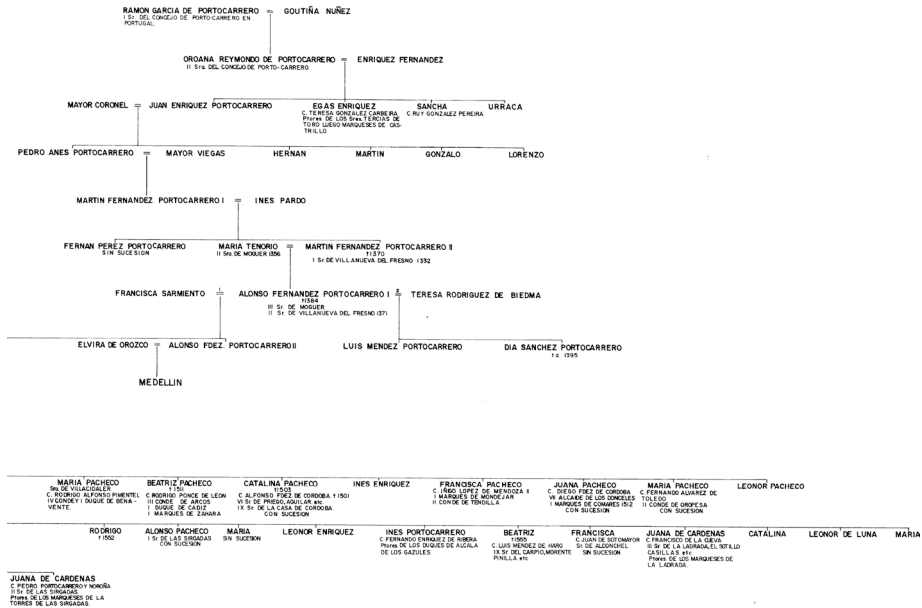 RAMON GARCIA DE PORTOCARRERO = GOUTIÑA NUÑEZ
I Sr. DEL CONCEJO DE PORTO-CARRERO EN
PORTUGAL.
OROANA REYMONDO DE PORTOCARRERO = ENRIQUEZ FERNANDEZ
II Sra. DEL CONCEJO DE PORTO-CARRERO
MAYOR CORONEL = JUAN ENRIQUEZ PORTOCARRERO
EGAS ENRIQUEZ
C. TERESA GONZALEZ CARBEIRA
Ptores DE LOS Sres. TERCIAS DE
TORO LUEGO MARQUESES DE CAS-
TRILLO
SANCHA
C RUY GONZALEZ PEREIRA
URRACA
PEDRO ANES PORTOCARRERO = MAYOR VIEGAS
HERNAN
MARTIN
GONZALO
LORENZO
MARTIN FERNANDEZ PORTOCARRERO I = INES PARDO
FERNAN PEREZ PORTOCARRERO
SIN SUCESION
MARIA TENORIO = MARTIN FERNANDEZ PORTOCARRERO II
II Sra. DE MOGUER 1356
†1370
I Sr. DE VILLANUEVA DEL FRESNO 1332
FRANCISCA SARMIENTO 1= ALONSO FERNANDEZ PORTOCARRERO I 2= TERESA RODRIGUEZ DE BIEDMA
†1384
III Sr. DE MOGUER
II Sr. DE VILLANUEVA DEL FRESNO 1371
ELVIRA DE OROZCO = ALONSO FDEZ. PORTOCARRERO II
LUIS MENDEZ PORTOCARRERO
DIA SANCHEZ PORTOCARRERO
† d. 1395
MEDELLIN
MARIA PACHECO
Sra. DE VILLACIDALER
C. RODRIGO ALFONSO PIMENTEL
IV CONDE Y I DUQUE DE BENA-
VENTE.
BEATRIZ PACHECO
†1511
C RODRIGO PONCE DE LEON
III CONDE DE ARCOS
I DUQUE DE CADIZ
I MARQUES DE ZAHARA
CATALINA PACHECO
†1503
C. ALFONSO FDEZ DE CORDOBA †1501
VI Sr. DE PRIEGO, AGUILAR etc
IX Sr. DE LA CASA DE CORDOBA
CON SUCESION
INES ENRIQUEZ
FRANCISCA PACHECO
C. IÑIGO LOPEZ DE MENDOZA II
I MARQUES DE MONDEJAR
II CONDE DE TENDILLA
JUANA PACHECO
C. DIEGO FDEZ DE CORDOBA
VII ALCAIDE DE LOS DONCELES
I MARQUES DE COMARES 1512
CON SUCESION
MARIA PACHECO
C. FERNANDO ALVAREZ DE
TOLEDO
II CONDE DE OROPESA
CON SUCESION
LEONOR PACHECO
RODRIGO
†1552
ALONSO PACHECO
I Sr DE LAS SIRGADAS
CON SUCESION
MARIA
SIN. SUCESION
LEONOR ENRIQUEZ
INES PORTOCARRERO
C. FERNANDO ENRIQUEZ DE RIBERA
Ptores DE LOS DUQUES DE ALCALA
DE LOS GAZULES.
BEATRIZ
†1555
C. LUIS MENDEZ DE HARO
IX Sr. DEL CARPIO, MORENTE
PINILLA. etc
FRANCISCA
C. JUAN DE SOTOMAYOR
Sr. DE ALCONCHEL
SIN SUCESION
JUANA DE CARDENAS
C. FRANCISCO DE LA CUEVA
III Sr. DE LA LADRADA, EL SOTILLO
CASILLAS etc.
Ptores. DE LOS MARQUESES DE
LA LADRADA.
CATALINA
LEONOR DE LUNA
MARIA
JUANA DE CARDENAS
C. PEDRO PORTOCARRERO Y NOROÑA
II Sr. DE LAS SIRGADAS
Ptores. DE LOS MARQUESES DE LA
TORRES DE LAS SIRGADAS.